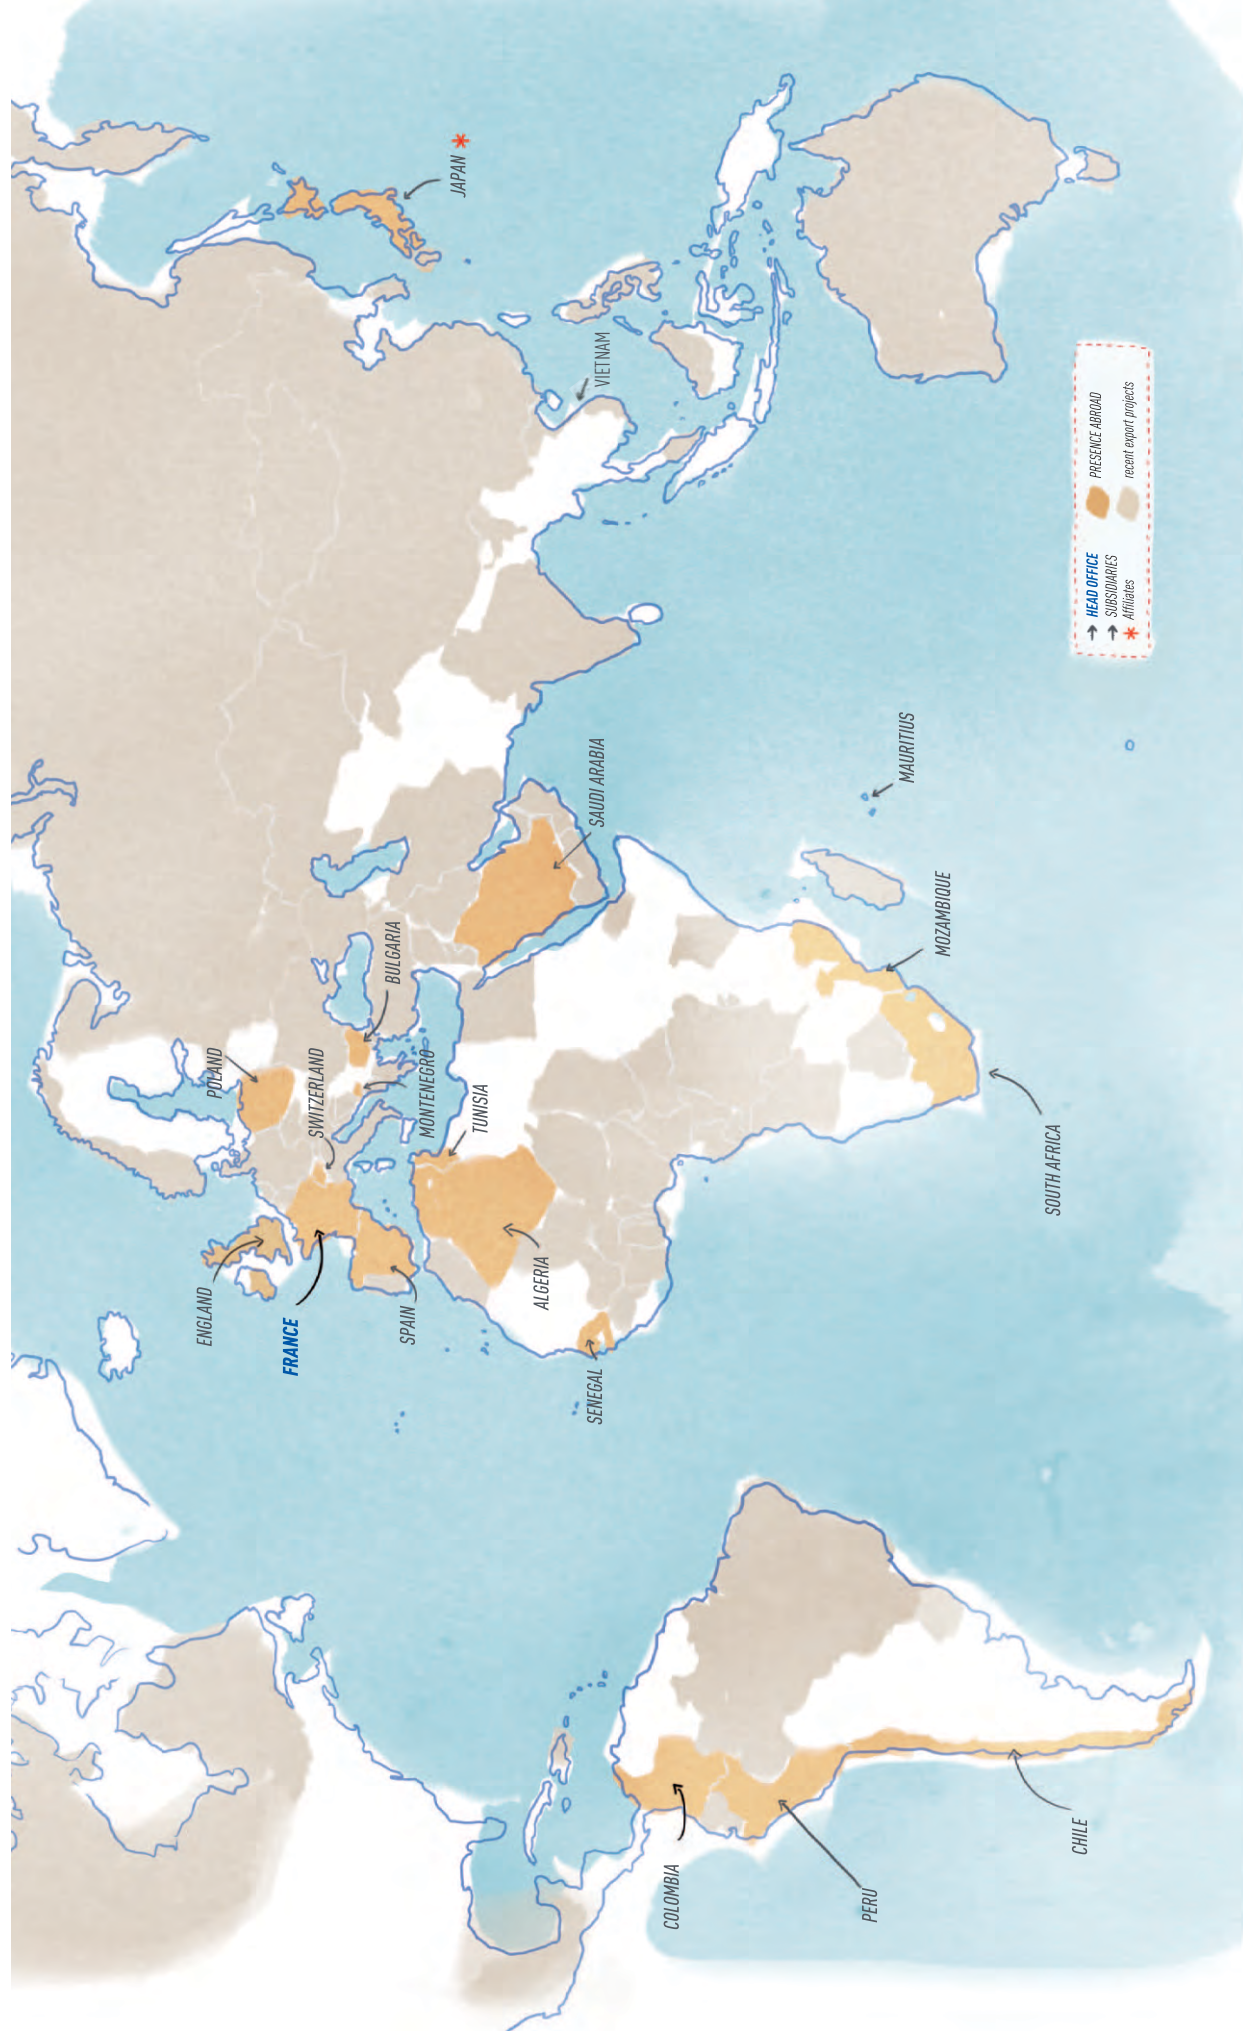 ENGLAND
FRANCE
SPAIN
POLAND
SWITZERLAND
BULGARIA
MONTENEGRO
TUNISIA
ALGERIA
SENEGAL
SAUDI ARABIA
JAPAN *
VIETNAM
MAURITIUS
MOZAMBIQUE
SOUTH AFRICA
COLOMBIA
PERU
CHILE
→ HEAD OFFICE
→ SUBSIDIARIES
* Affiliates
PRESENCE ABROAD
recent export projects